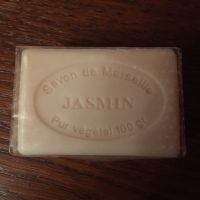 Savon de Marseille
JASMIN
Pur végétal 100 gr